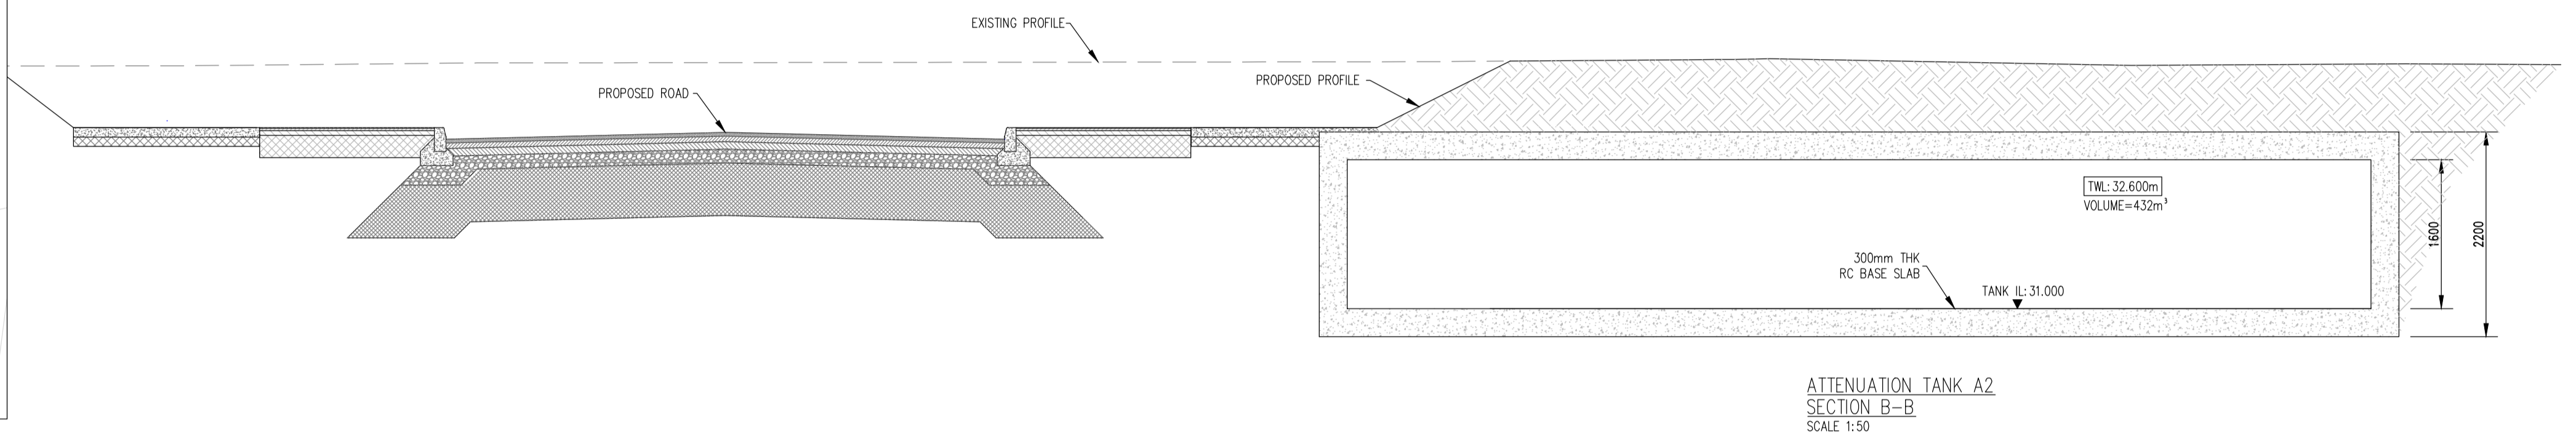 EXISTING PROFILE
PROPOSED PROFILE
PROPOSED ROAD
TWL: 32.600m
VOLUME=432m³
1600
2200
300mm THK
RC BASE SLAB
TANK IL: 31.000
ATTENUATION TANK A2
SECTION B-B
SCALE 1:50